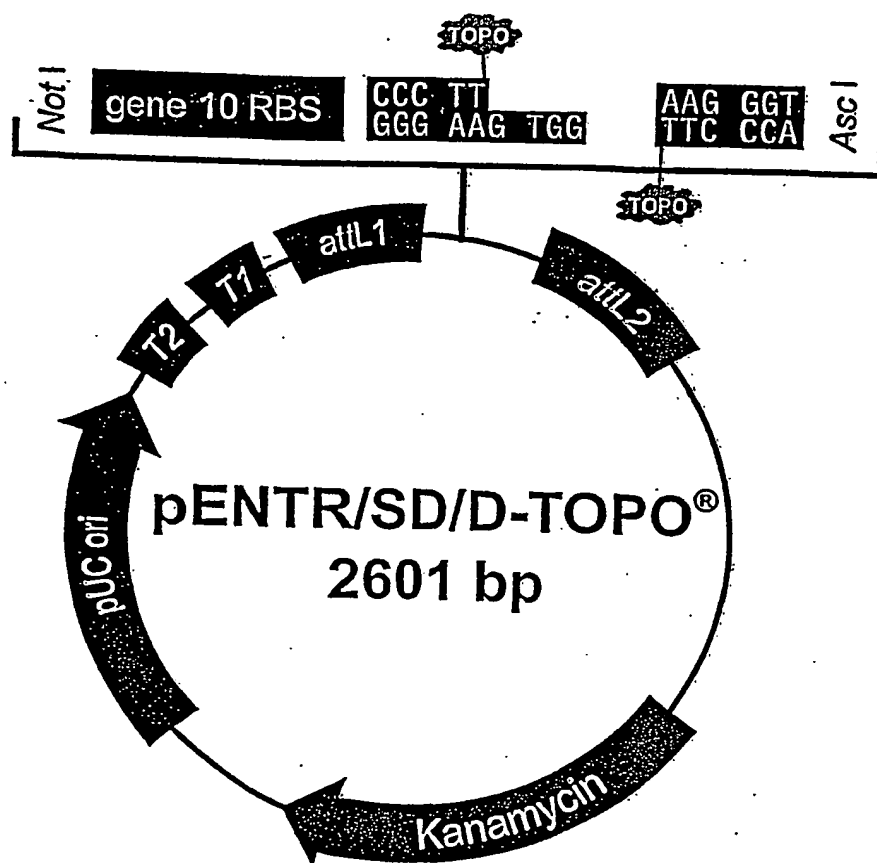 TOPO
Not I
gene 10 RBS
CCC TT
GGG AAG TGG
AAG GGT
TTC CCA
Asc I
TOPO
attL1
attL2
T1
T2
pUC ori
pENTR/SD/D-TOPO®
2601 bp
Kanamycin